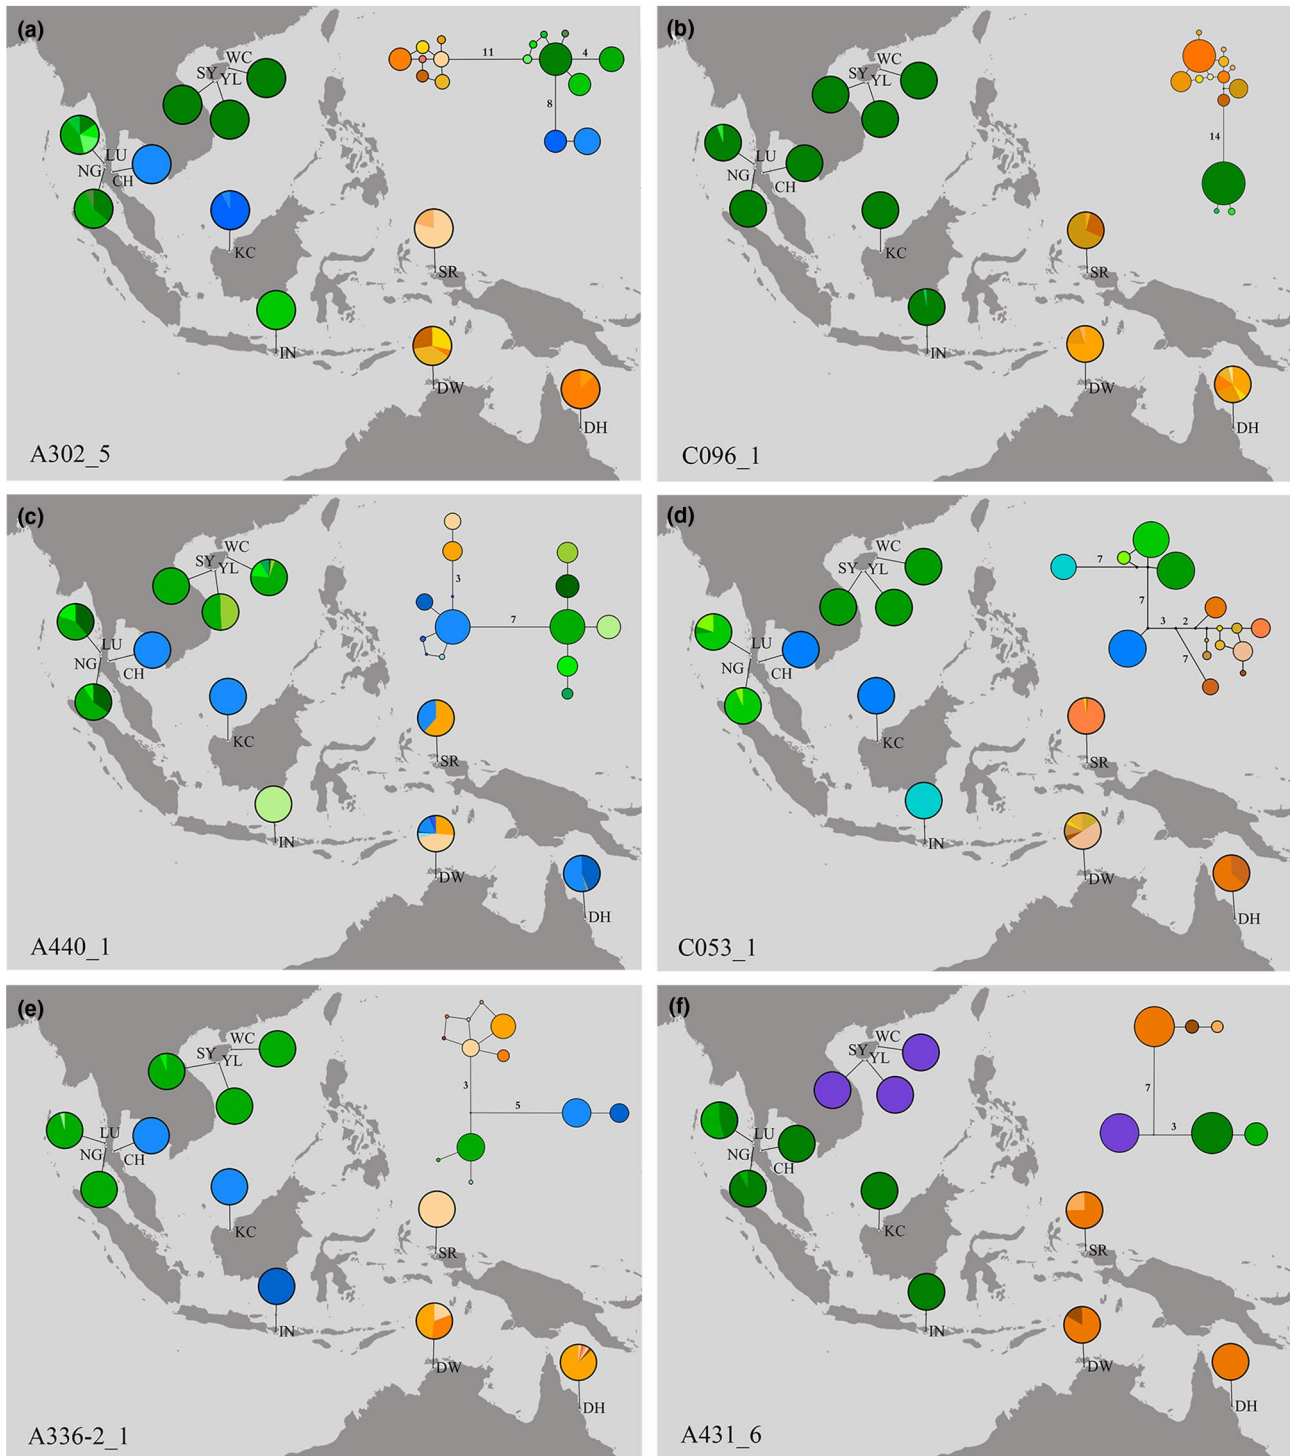 (a)
11
4
8
WC
SY
YL
LU
NG
CH
KC
SR
IN
DW
DH
A302_5
(b)
14
WC
SY
YL
LU
NG
CH
KC
SR
IN
DW
DH
C096_1
(c)
3
7
WC
SY
YL
LU
NG
CH
KC
SR
IN
DW
DH
A440_1
(d)
7
7
3
2
7
WC
SY
YL
LU
NG
CH
KC
SR
IN
DW
DH
C053_1
(e)
3
5
WC
SY
YL
LU
NG
CH
KC
SR
IN
DW
DH
A336-2_1
(f)
7
3
WC
SY
YL
LU
NG
CH
KC
SR
IN
DW
DH
A431_6